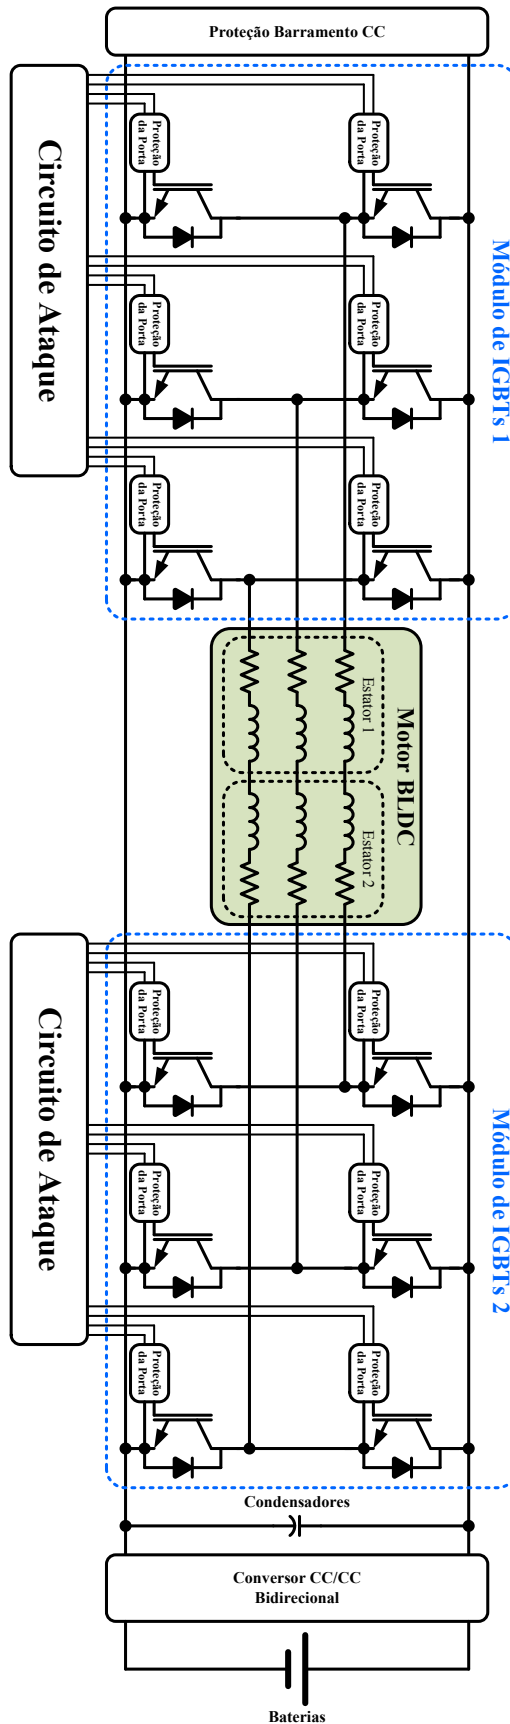 Proteção Barramento CC
Circuito de Ataque
Módulo de IGBTs 1
Proteção
da Porta
Proteção
da Porta
Proteção
da Porta
Proteção
da Porta
Proteção
da Porta
Proteção
da Porta
Motor BLDC
Estator 1
Estator 2
Circuito de Ataque
Módulo de IGBTs 2
Proteção
da Porta
Proteção
da Porta
Proteção
da Porta
Proteção
da Porta
Proteção
da Porta
Proteção
da Porta
Condensadores
Conversor CC/CC
Bidirecional
Baterias